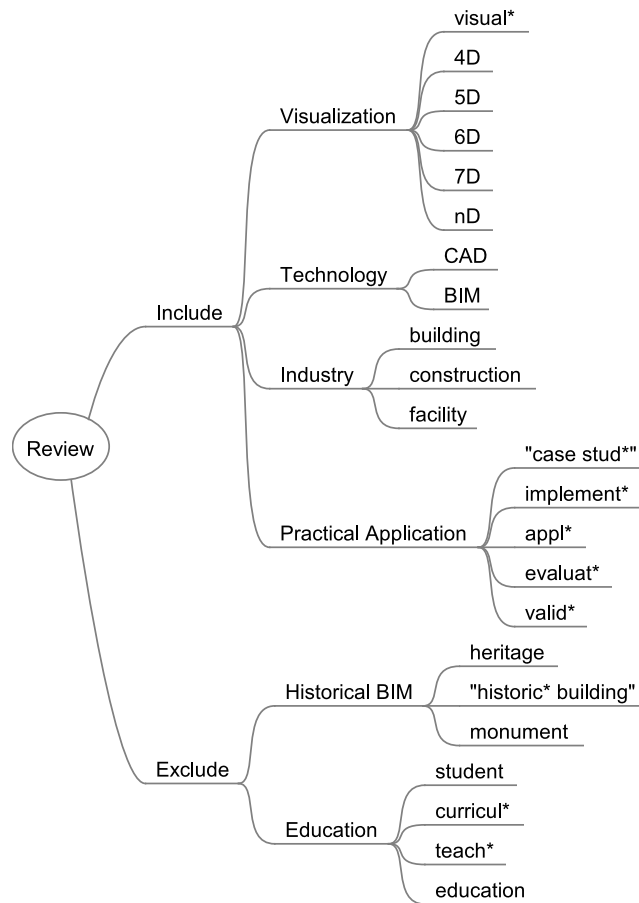 visual*
4D
5D
Visualization
6D
7D
nD
CAD
Technology
BIM
Include
building
Industry
construction
facility
Review
"case stud*"
implement*
Practical Application
appl*
evaluat*
valid*
heritage
Historical BIM
"historic* building"
monument
Exclude
student
curricul*
Education
teach*
education